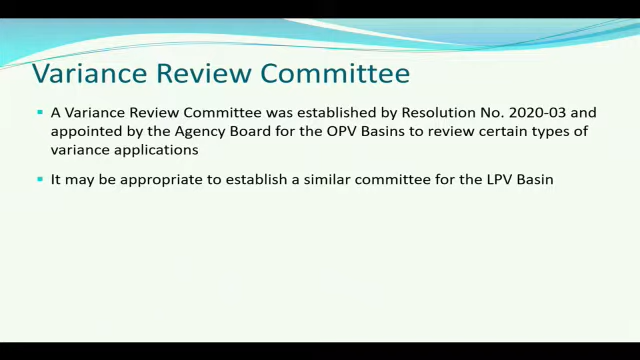 Variance Review Committee
A Variance Review Committee was established by Resolution No. 2020-03 and
appointed by the Agency Board for the OPV Basins to review certain types of
variance applications
It may be appropriate to establish a similar committee for the LPV Basin